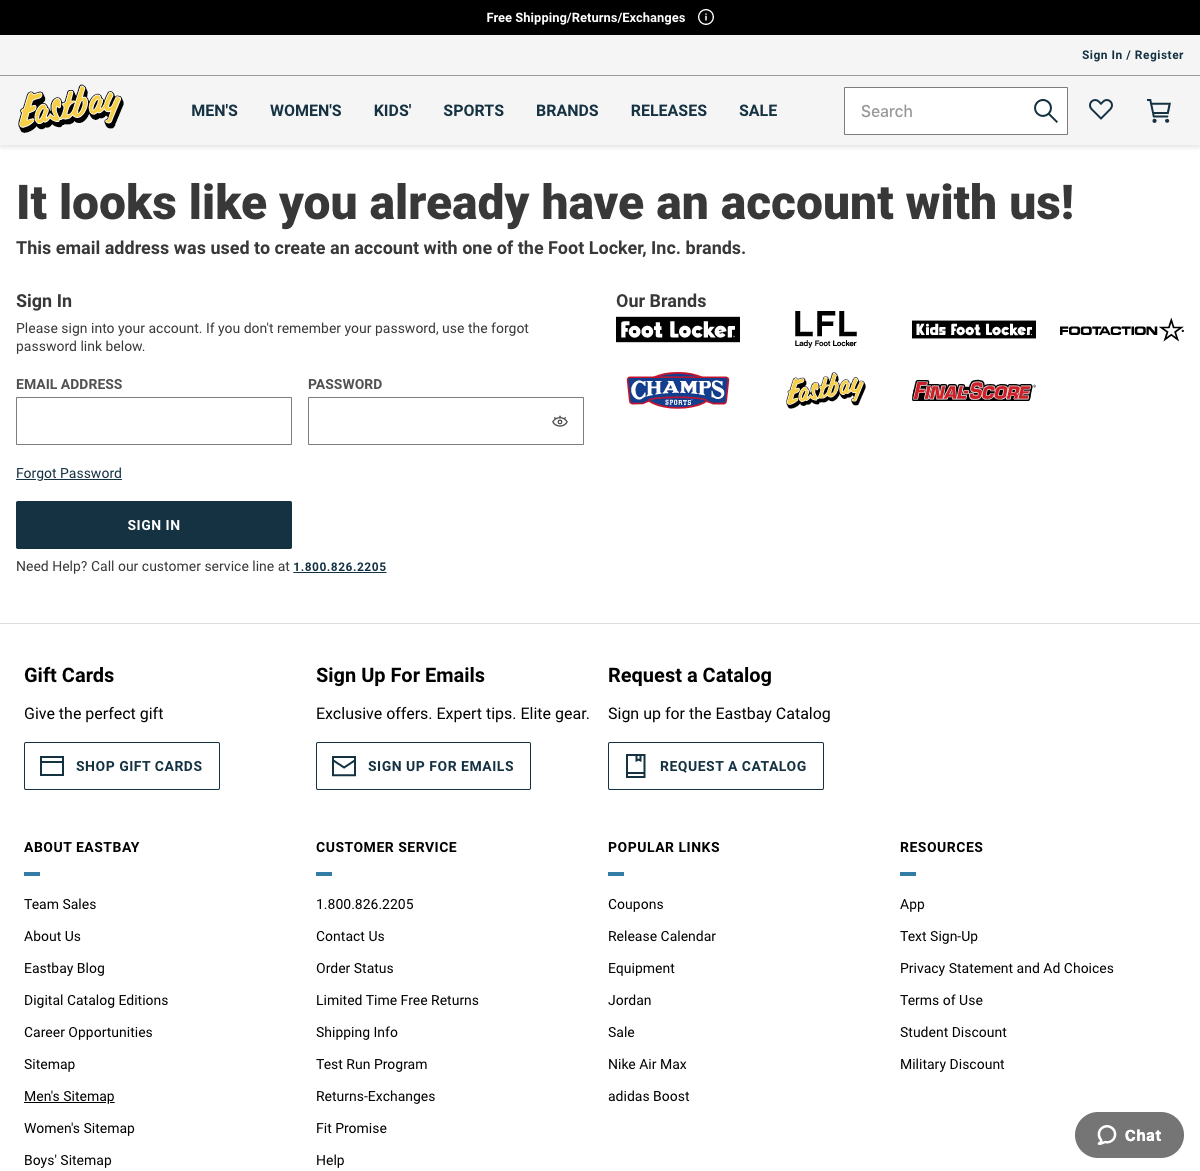 Free Shipping/Returns/Exchanges
Sign In / Register
Eastbay
MEN'S
WOMEN'S
KIDS'
SPORTS
BRANDS
RELEASES
SALE
Search
It looks like you already have an account with us!
This email address was used to create an account with one of the Foot Locker, Inc. brands.
Sign In
Please sign into your account. If you don't remember your password, use the forgot
password link below.
EMAIL ADDRESS
PASSWORD
Forgot Password
SIGN IN
Need Help? Call our customer service line at 1.800.826.2205
Our Brands
Foot Locker
LFL
Lady Foot Locker
Kids Foot Locker
FOOTACTION
CHAMPS
SPORTS
Eastbay
FINAL-SCORE
Gift Cards
Give the perfect gift
SHOP GIFT CARDS
Sign Up For Emails
Exclusive offers. Expert tips. Elite gear.
SIGN UP FOR EMAILS
Request a Catalog
Sign up for the Eastbay Catalog
REQUEST A CATALOG
ABOUT EASTBAY
Team Sales
About Us
Eastbay Blog
Digital Catalog Editions
Career Opportunities
Sitemap
Men's Sitemap
Women's Sitemap
Boys' Sitemap
CUSTOMER SERVICE
1.800.826.2205
Contact Us
Order Status
Limited Time Free Returns
Shipping Info
Test Run Program
Returns-Exchanges
Fit Promise
Help
POPULAR LINKS
Coupons
Release Calendar
Equipment
Jordan
Sale
Nike Air Max
adidas Boost
RESOURCES
App
Text Sign-Up
Privacy Statement and Ad Choices
Terms of Use
Student Discount
Military Discount
Chat